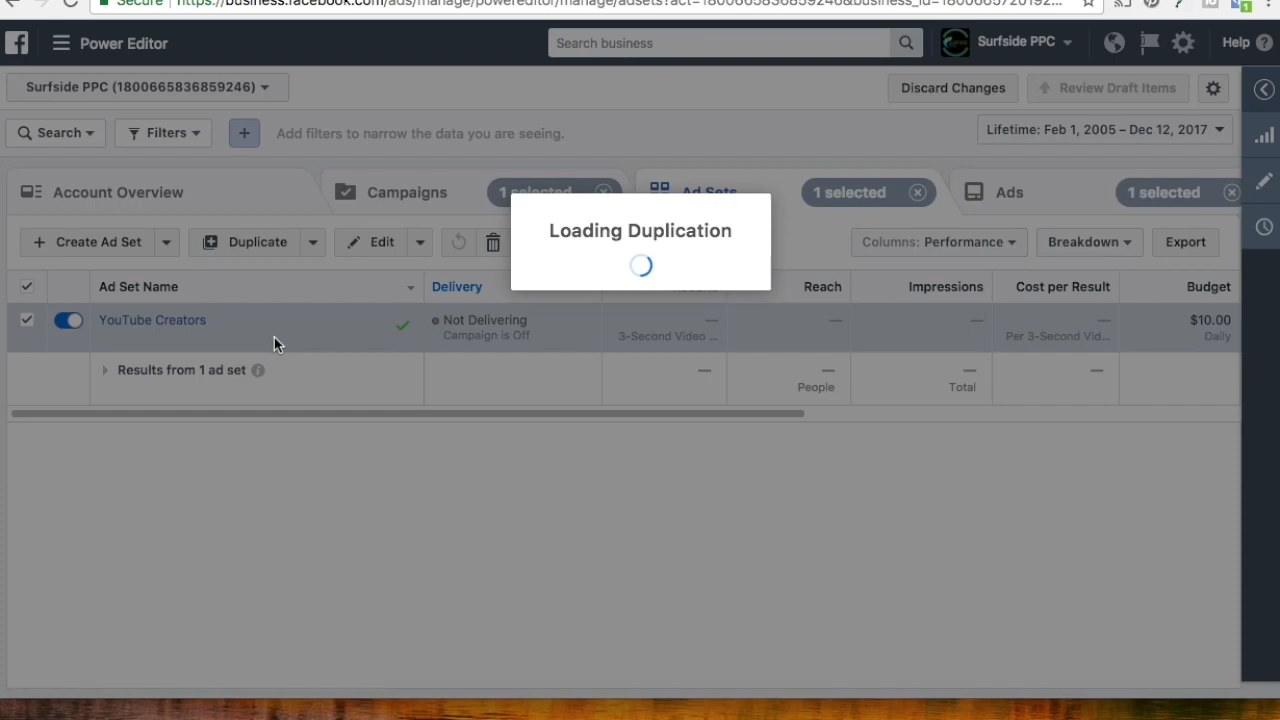 Secure https://business.facebook.com/ads/manage/powereditor/manage/adsets?act=1800665836859246&business_id=1800665720192...
Power Editor
Search business
Surfside PPC
Help
Surfside PPC (1800665836859246)
Discard Changes
Review Draft Items
Search
Filters
Add filters to narrow the data you are seeing.
Lifetime: Feb 1, 2005 – Dec 12, 2017
Account Overview
Campaigns
1 selected
Ad Sets
1 selected
Ads
1 selected
Create Ad Set
Duplicate
Edit
Loading Duplication
Columns: Performance
Breakdown
Export
Ad Set Name
Delivery
Reach
Impressions
Cost per Result
Budget
YouTube Creators
Not Delivering
Campaign is Off
—
3-Second Video ...
—
—
—
Per 3-Second Vid...
$10.00
Daily
Results from 1 ad set
—
—
People
—
Total
—